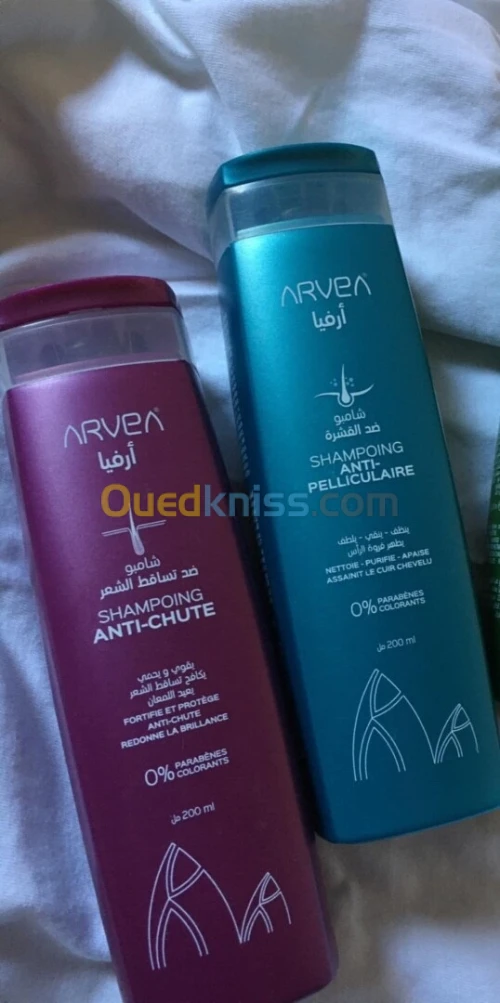 ARVEA
أرفيا
شامبو
ضد تساقط الشعر
SHAMPOING
ANTI-CHUTE
يقوي و يحمي
يكافح تساقط الشعر
يعيد اللمعان
FORTIFIE ET PROTÈGE
ANTI-CHUTE
REDONNE LA BRILLANCE
0% PARABÈNES
COLORANTS
200 ml مل
ARVEA
أرفيا
شامبو
ضد القشرة
SHAMPOING
ANTI-
PELLICULAIRE
ينظف - ينقي - يلطف
يطهر فروة الرأس
NETTOIE - PURIFIE - APAISE
ASSAINIT LE CUIR CHEVELU
0% PARABÈNES
COLORANTS
200 ml مل
Ouedkniss.com